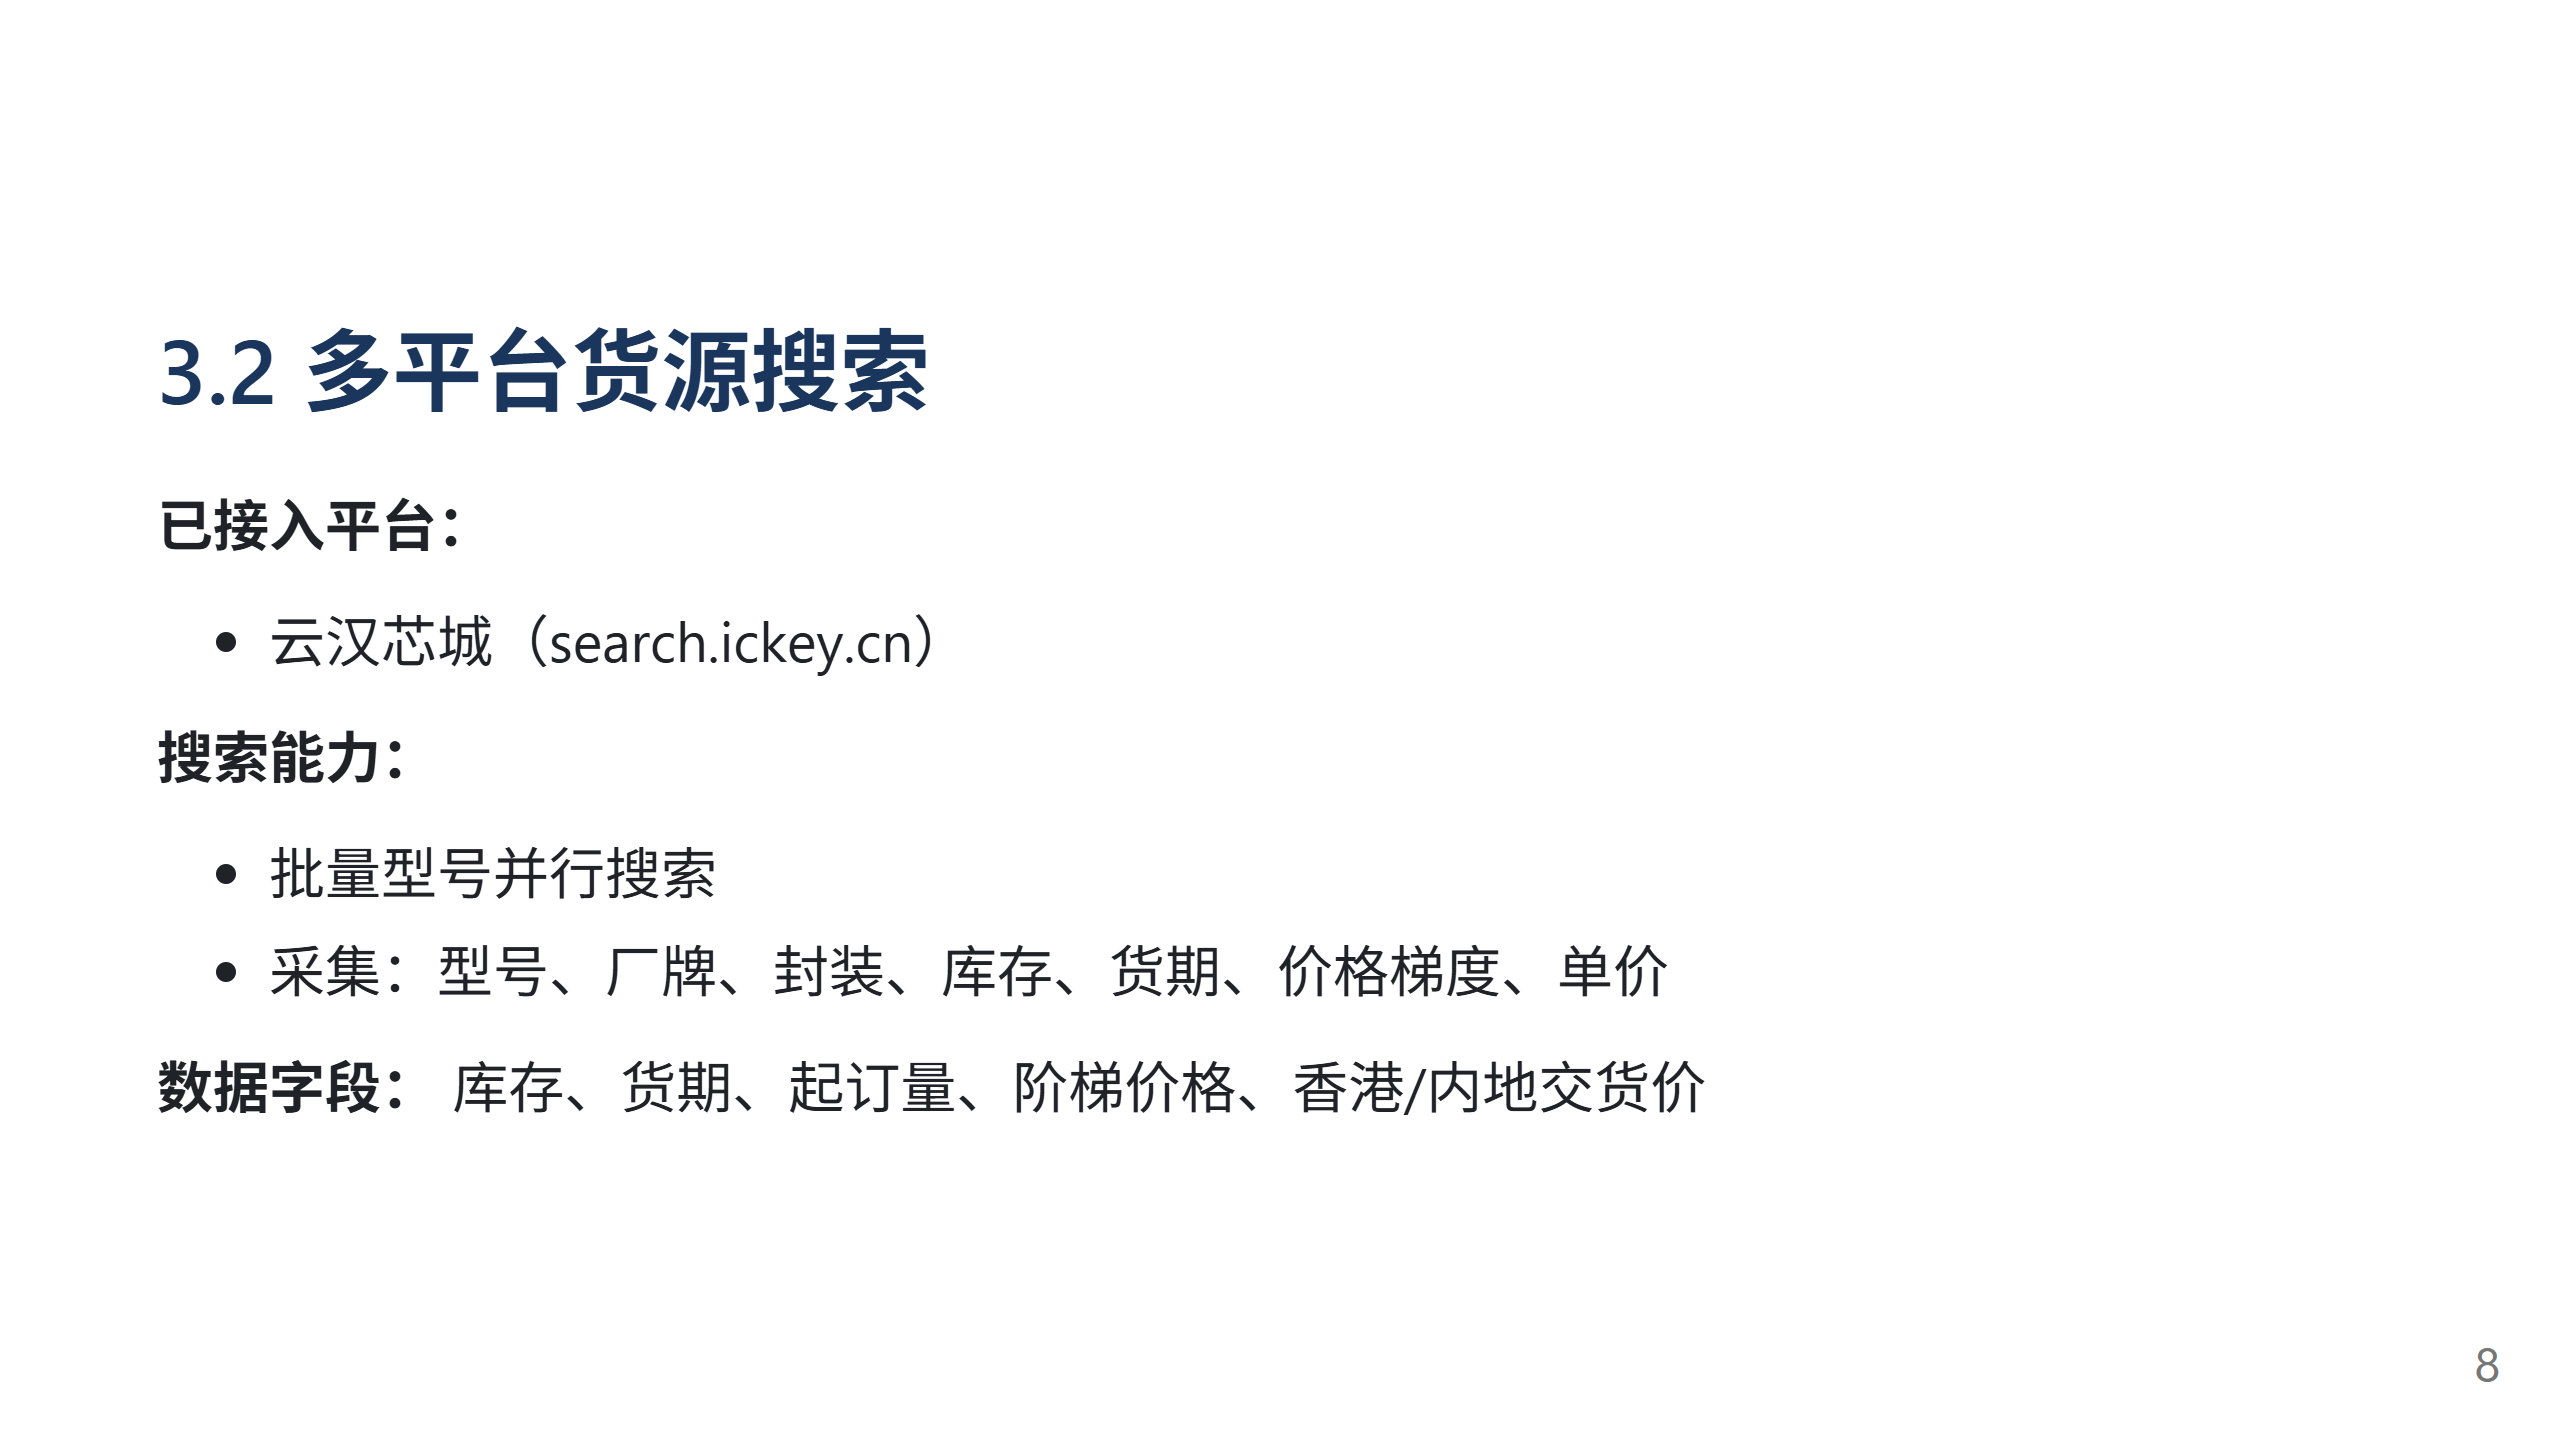 3.2 多平台货源搜索
已接入平台：
• 云汉芯城（search.ickey.cn）
搜索能力：
• 批量型号并行搜索
• 采集：型号、厂牌、封装、库存、货期、价格梯度、单价
数据字段： 库存、货期、起订量、阶梯价格、香港/内地交货价
8